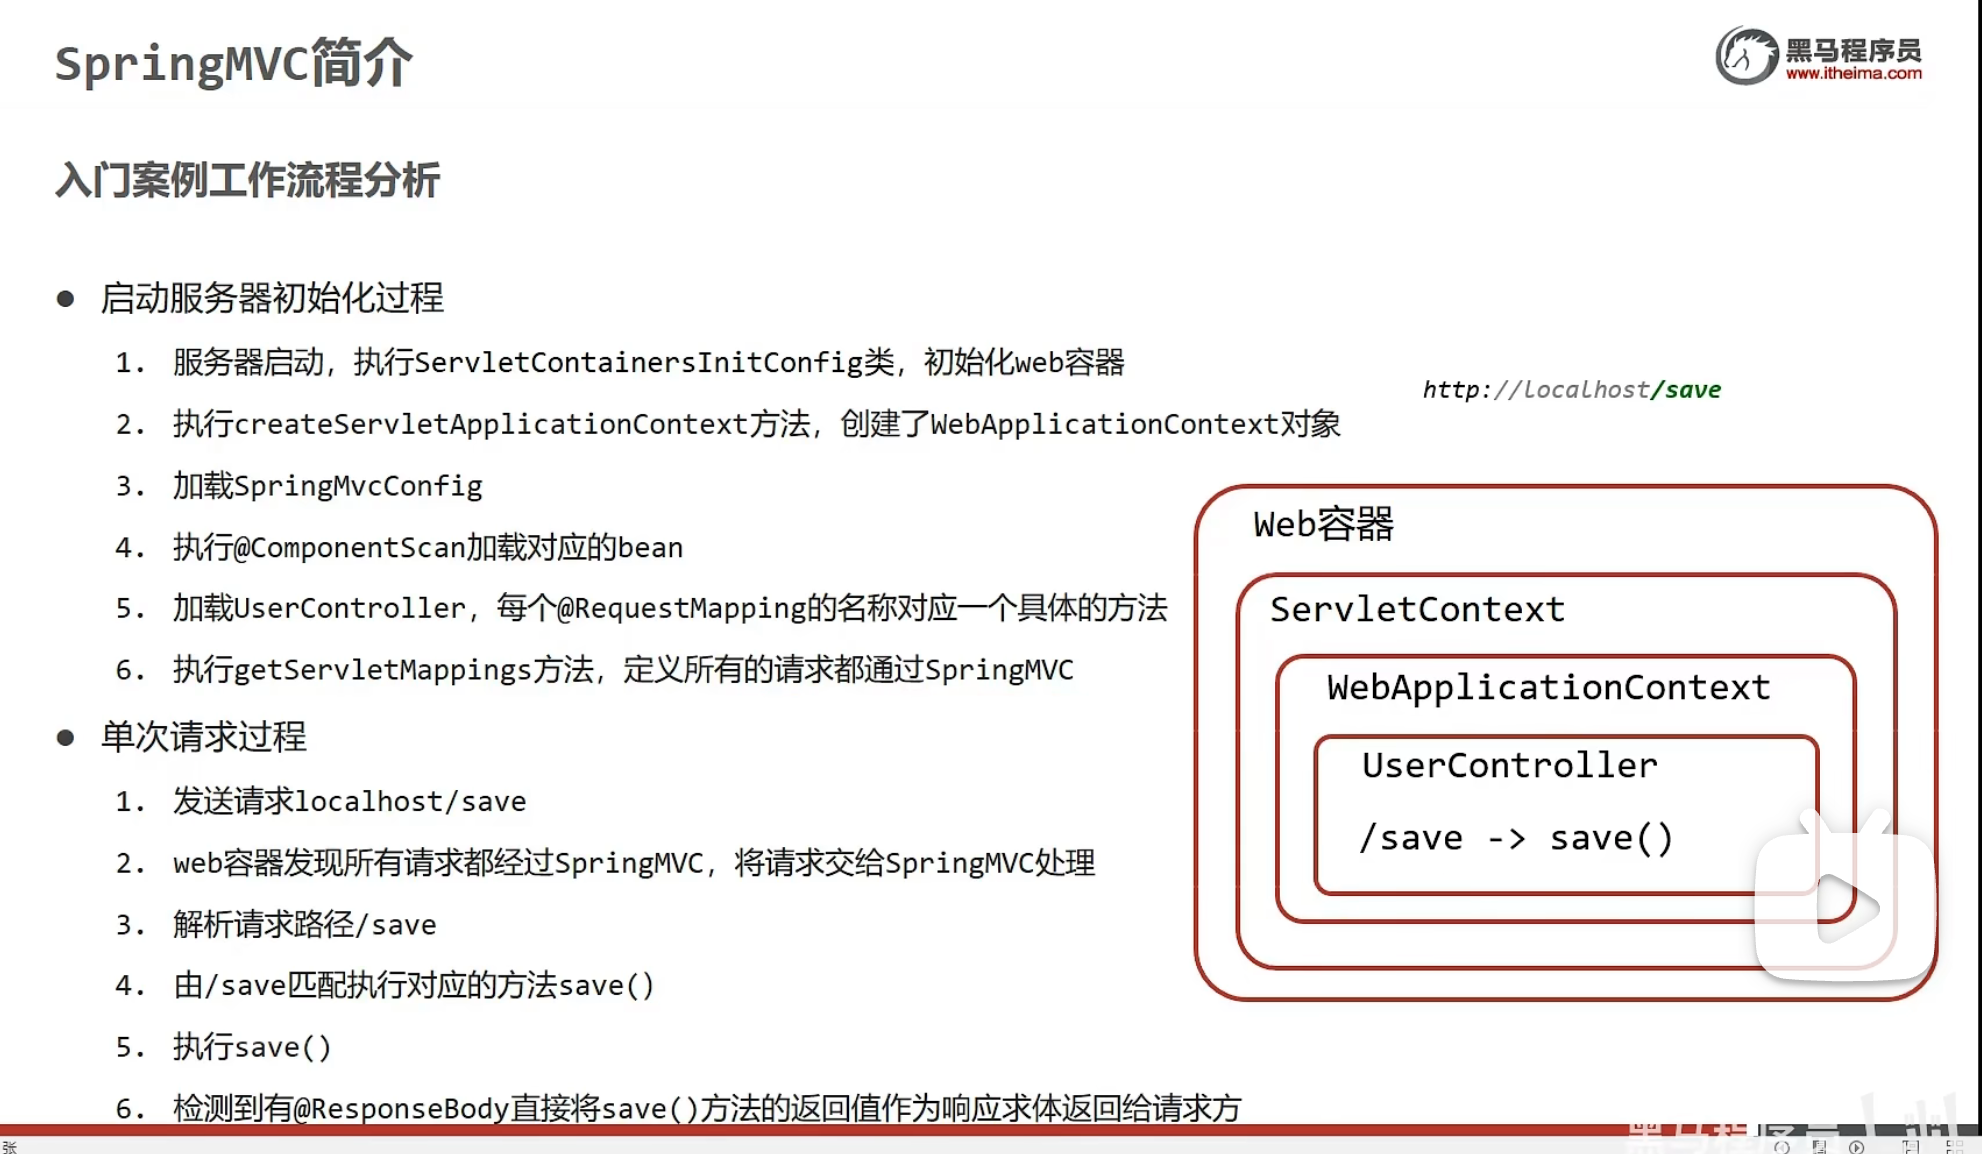 SpringMVC简介
黑马程序员
www.itheima.com
入门案例工作流程分析
● 启动服务器初始化过程
1. 服务器启动，执行ServletContainersInitConfig类，初始化web容器
2. 执行createServletApplicationContext方法，创建了WebApplicationContext对象
3. 加载SpringMvcConfig
4. 执行@ComponentScan加载对应的bean
5. 加载UserController，每个@RequestMapping的名称对应一个具体的方法
6. 执行getServletMappings方法，定义所有的请求都通过SpringMVC
● 单次请求过程
1. 发送请求localhost/save
2. web容器发现所有请求都经过SpringMVC，将请求交给SpringMVC处理
3. 解析请求路径/save
4. 由/save匹配执行对应的方法save()
5. 执行save()
6. 检测到有@ResponseBody直接将save()方法的返回值作为响应求体返回给请求方
http://localhost/save
Web容器
ServletContext
WebApplicationContext
UserController
/save -> save()
张
黑马程序员